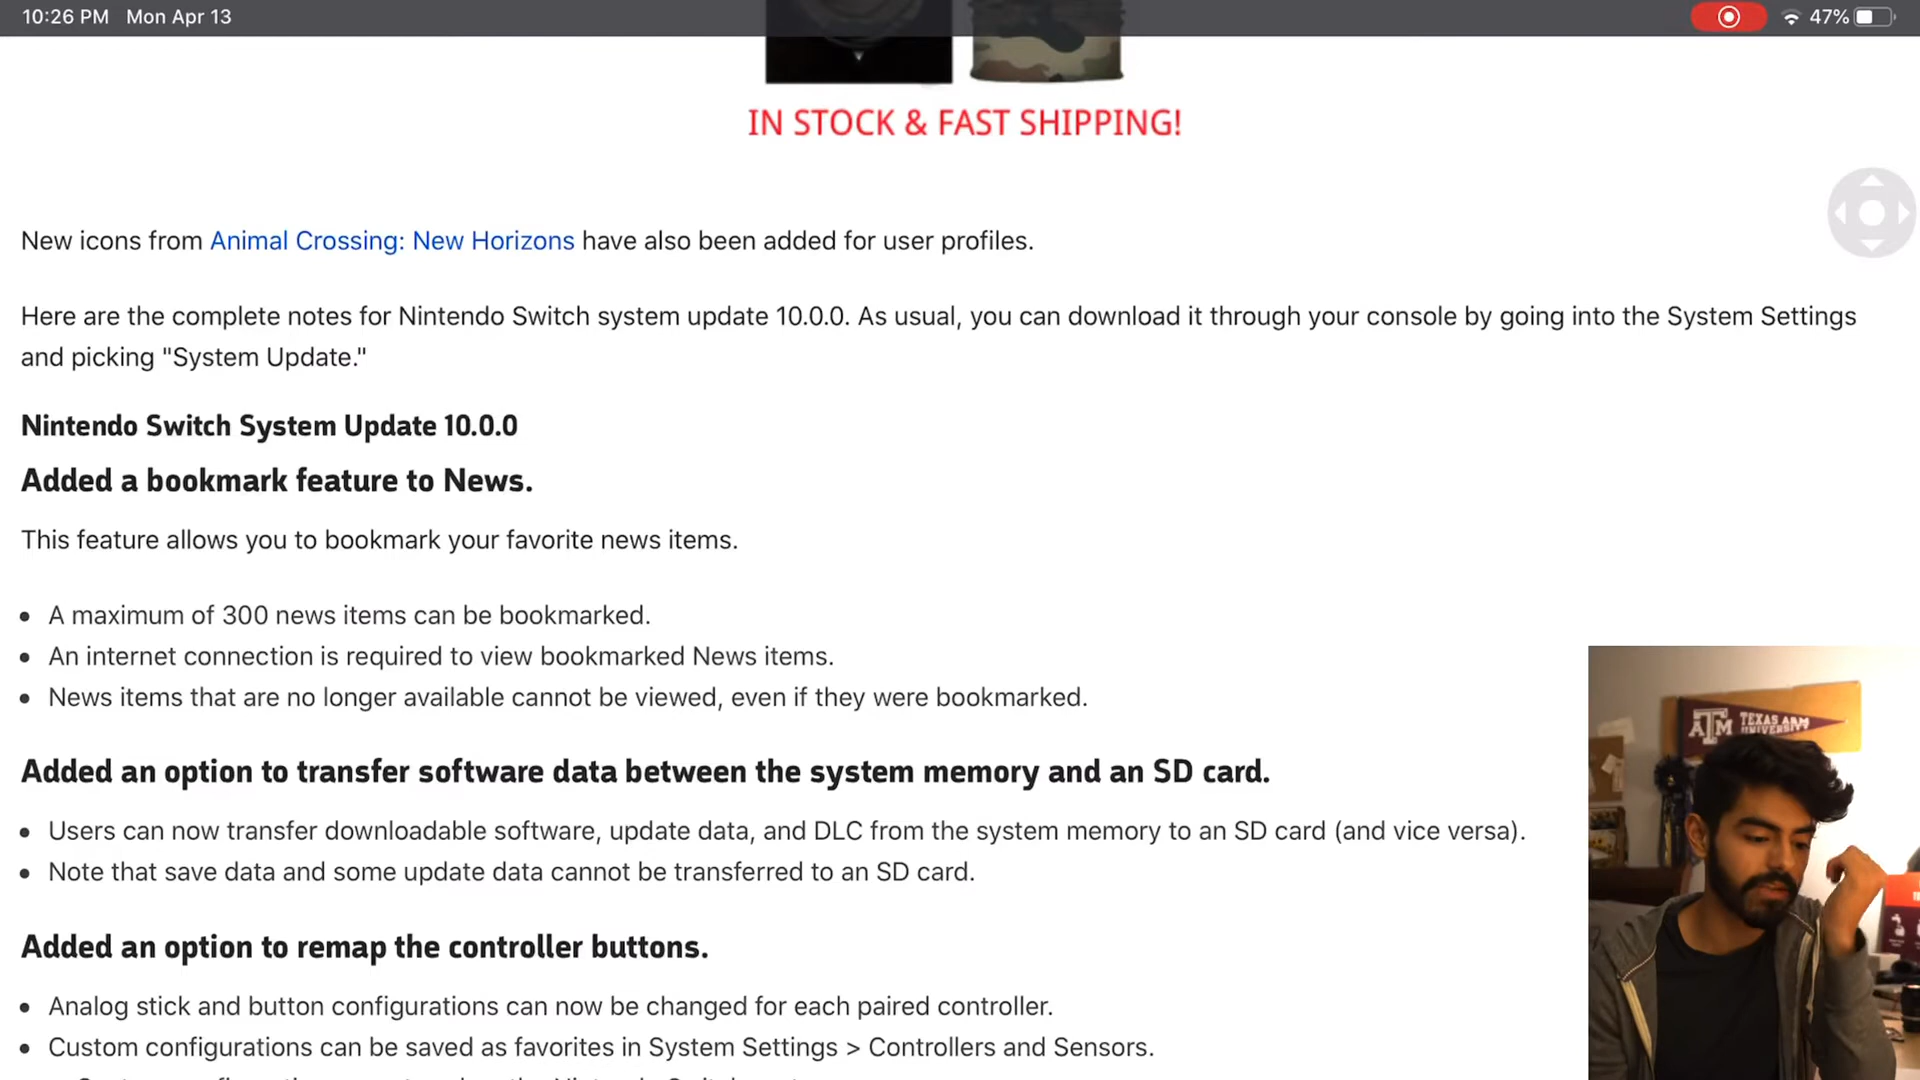 10:26 PM Mon Apr 13
47%
IN STOCK & FAST SHIPPING!
New icons from Animal Crossing: New Horizons have also been added for user profiles.
Here are the complete notes for Nintendo Switch system update 10.0.0. As usual, you can download it through your console by going into the System Settings
and picking "System Update."
Nintendo Switch System Update 10.0.0
Added a bookmark feature to News.
This feature allows you to bookmark your favorite news items.
• A maximum of 300 news items can be bookmarked.
• An internet connection is required to view bookmarked News items.
• News items that are no longer available cannot be viewed, even if they were bookmarked.
Added an option to transfer software data between the system memory and an SD card.
• Users can now transfer downloadable software, update data, and DLC from the system memory to an SD card (and vice versa).
• Note that save data and some update data cannot be transferred to an SD card.
Added an option to remap the controller buttons.
• Analog stick and button configurations can now be changed for each paired controller.
• Custom configurations can be saved as favorites in System Settings > Controllers and Sensors.
ATM TEXAS A&M
UNIVERSITY